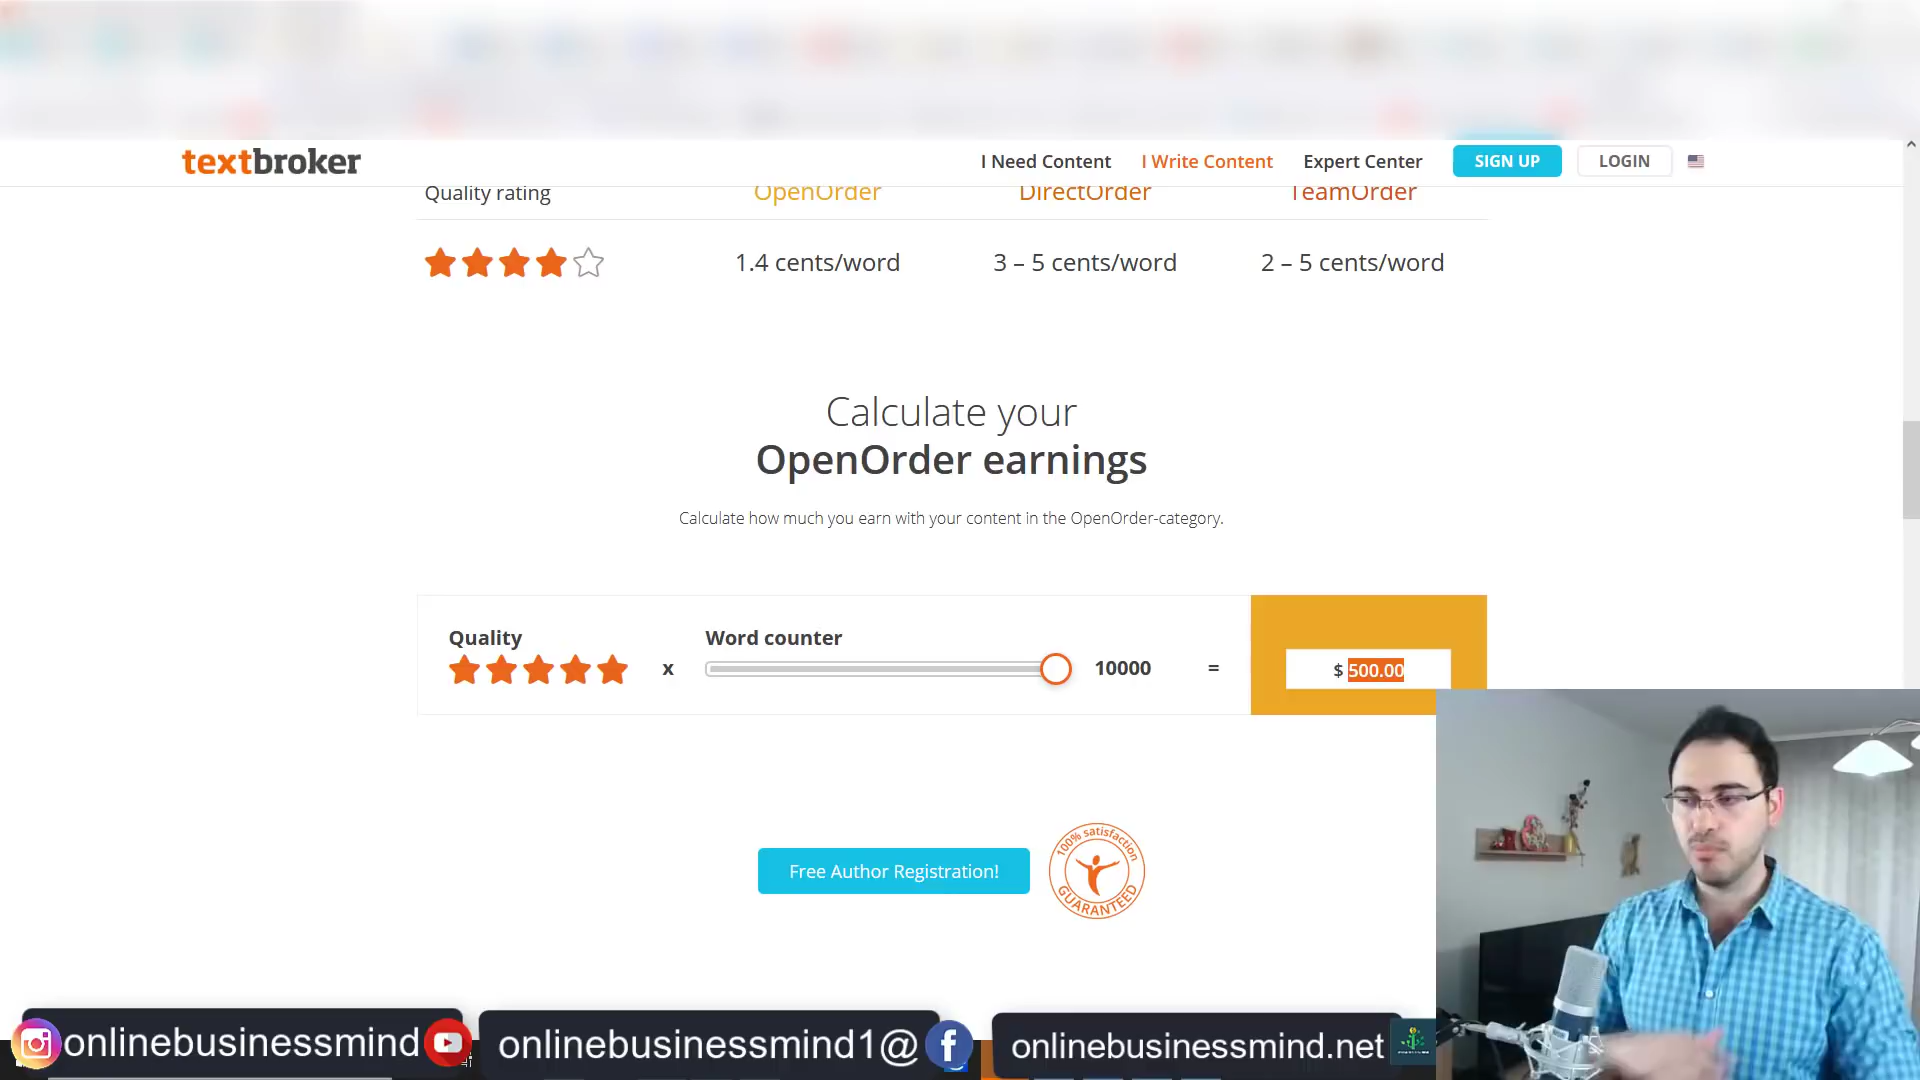 textbroker
I Need Content
I Write Content
Expert Center
SIGN UP
LOGIN
Quality rating
OpenOrder
DirectOrder
TeamOrder
1.4 cents/word
3 – 5 cents/word
2 – 5 cents/word
Calculate your
OpenOrder earnings
Calculate how much you earn with your content in the OpenOrder-category.
Quality
x
Word counter
10000
=
$ 500.00
Free Author Registration!
100% satisfaction
GUARANTEED
onlinebusinessmind
onlinebusinessmind1@
onlinebusinessmind.net